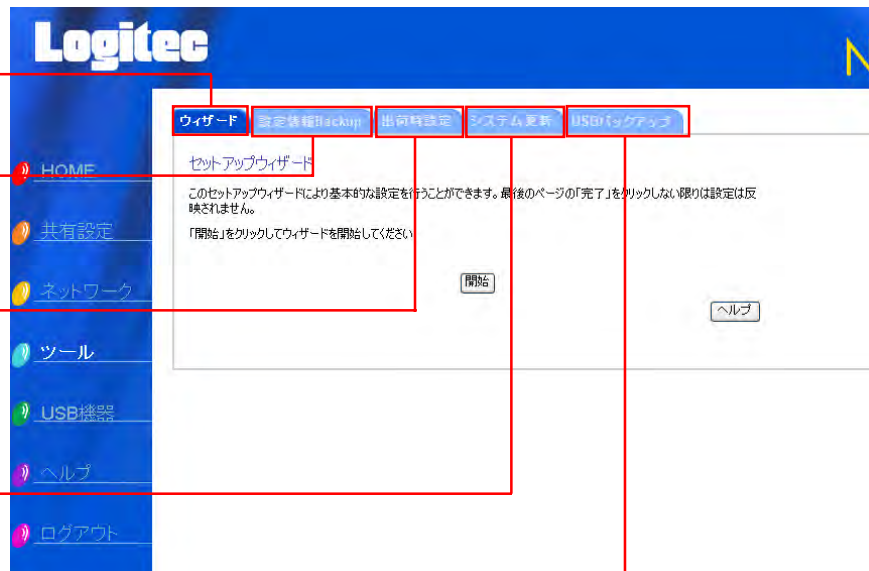 Logitec
N
ウィザード 設定情報Backup 出荷時設定 システム更新 USBバックアップ
HOME
共有設定
ネットワーク
ツール
USB機器
ヘルプ
ログアウト
セットアップウィザード
このセットアップウィザードにより基本的な設定を行うことができます。最後のページの「完了」をクリックしない限りは設定は反
映されません。
「開始」をクリックしてウィザードを開始してください
開始
ヘルプ